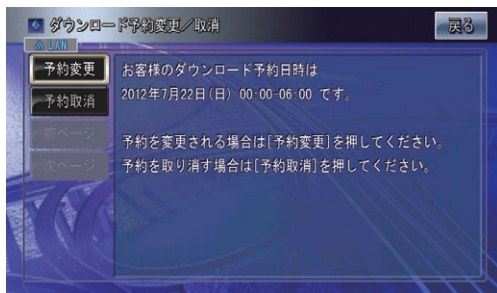 ダウンロード予約変更／取消
戻る
LAN
予約変更
予約取消
前ページ
次ページ
お客様のダウンロード予約日時は
2012年7月22日(日) 00:00-06:00 です。
予約を変更される場合は[予約変更]を押してください。
予約を取り消す場合は[予約取消]を押してください。